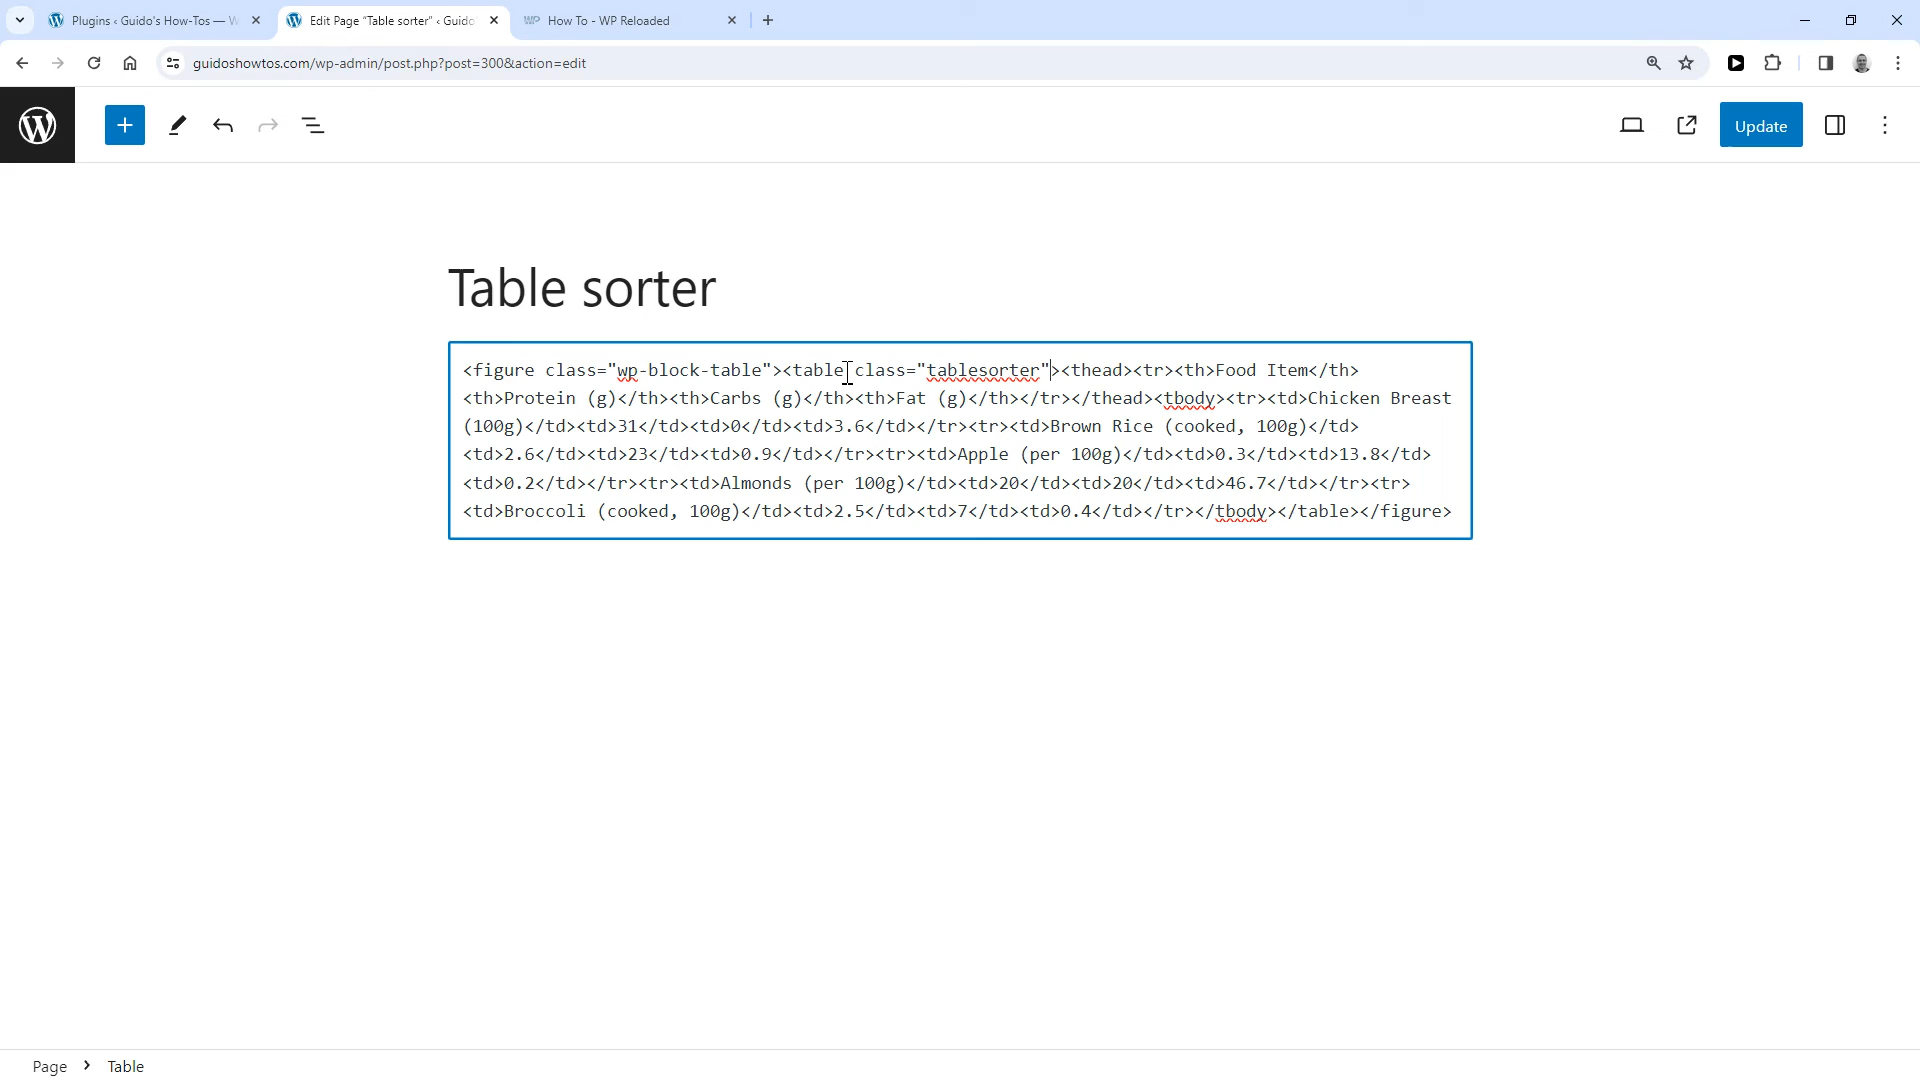 Plugins ‹ Guido's How-Tos — W
Edit Page "Table sorter" ‹ Guido
WP How To - WP Reloaded
guidoshowtos.com/wp-admin/post.php?post=300&action=edit
Update
Table sorter
<figure class="wp-block-table"><table class="tablesorter"><thead><tr><th>Food Item</th>
<th>Protein (g)</th><th>Carbs (g)</th><th>Fat (g)</th></tr></thead><tbody><tr><td>Chicken Breast
(100g)</td><td>31</td><td>0</td><td>3.6</td></tr><tr><td>Brown Rice (cooked, 100g)</td>
<td>2.6</td><td>23</td><td>0.9</td></tr><tr><td>Apple (per 100g)</td><td>0.3</td><td>13.8</td>
<td>0.2</td></tr><tr><td>Almonds (per 100g)</td><td>20</td><td>20</td><td>46.7</td></tr><tr>
<td>Broccoli (cooked, 100g)</td><td>2.5</td><td>7</td><td>0.4</td></tr></tbody></table></figure>
Page › Table